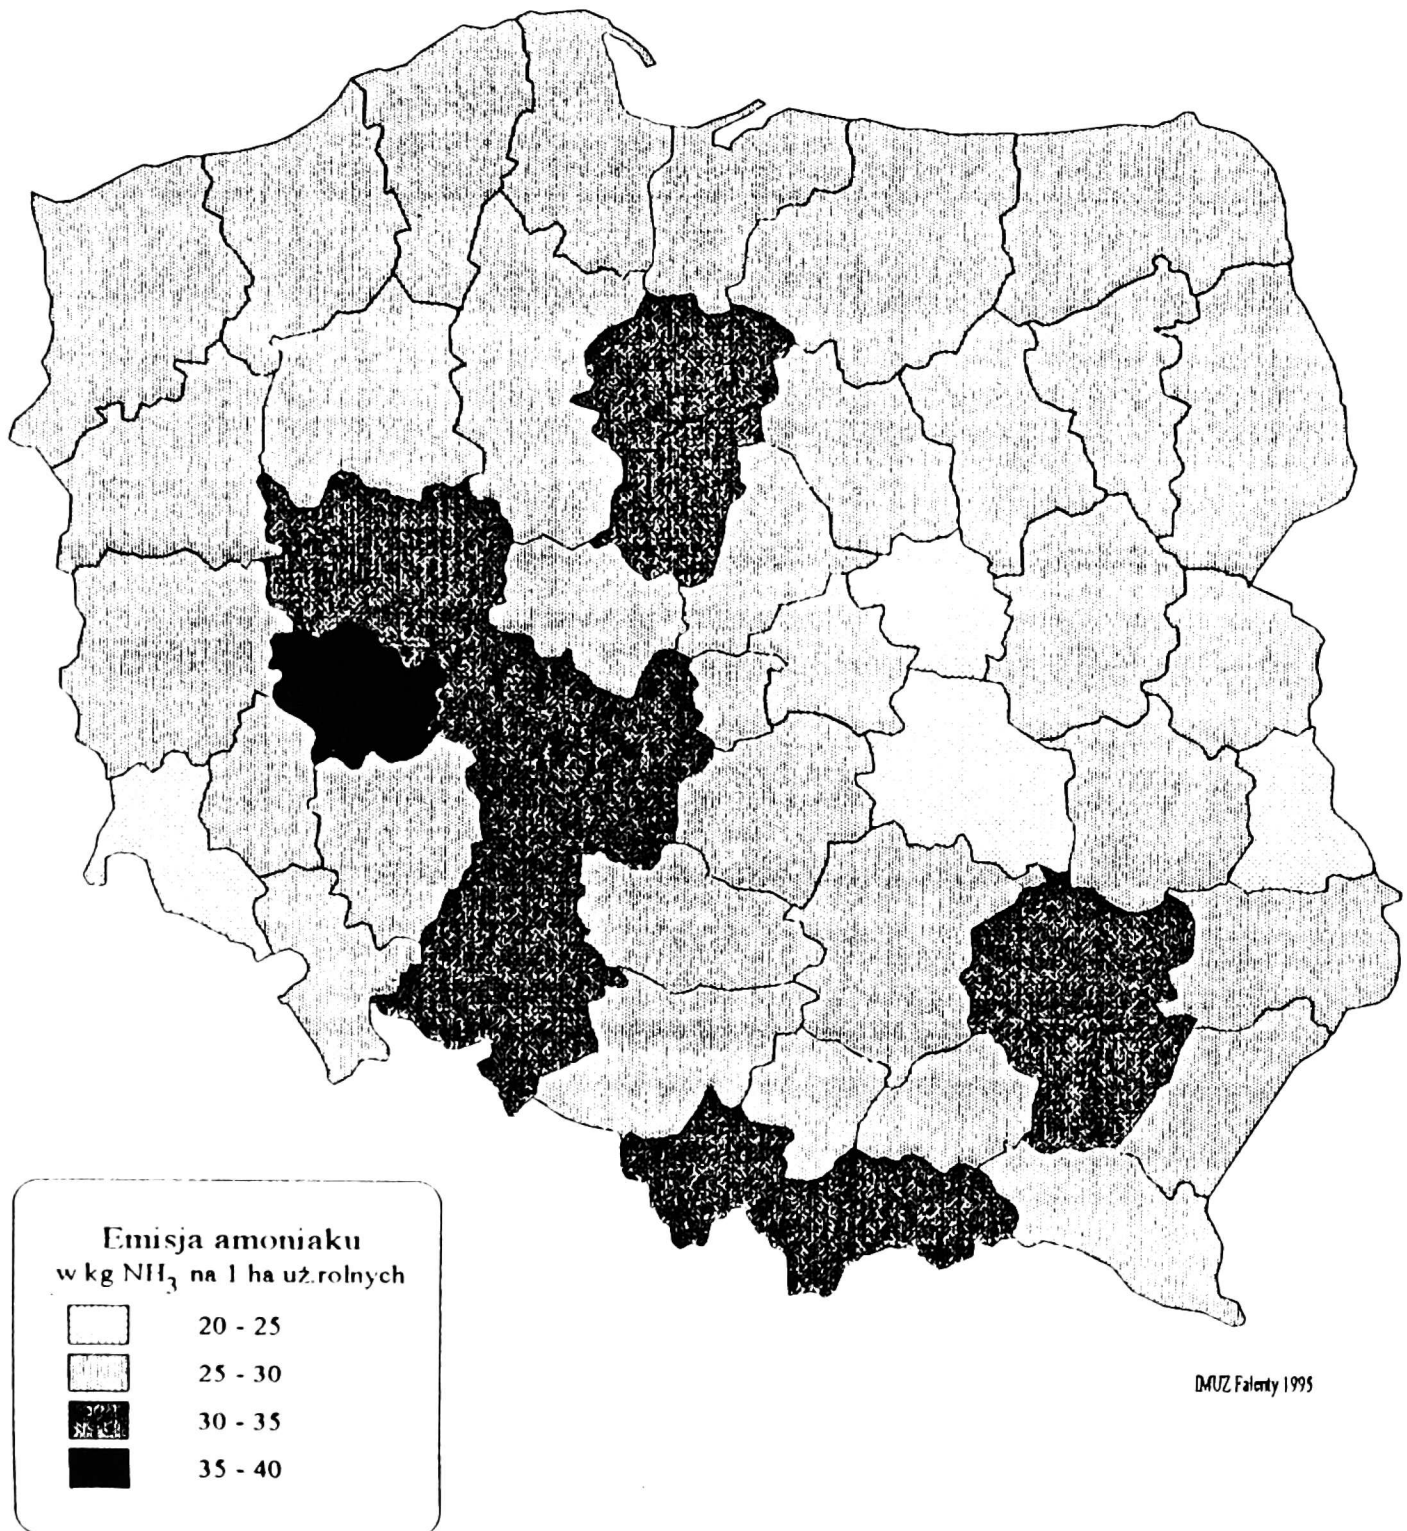 Emisja amoniaku
w kg NH₃ na 1 ha uż.rolnych
20 - 25
25 - 30
30 - 35
35 - 40
IMUZ Falenty 1995